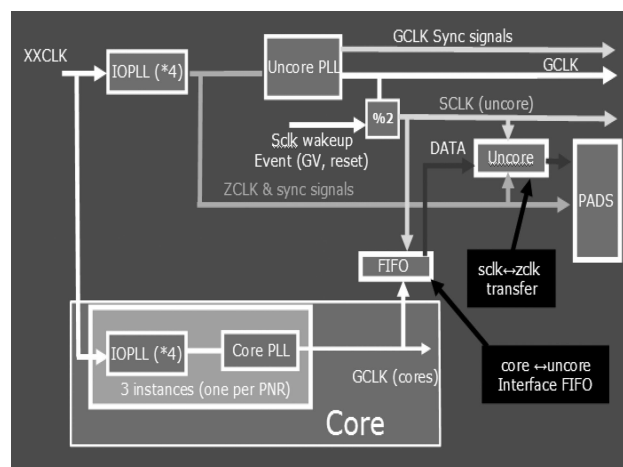 GCLK Sync signals
XXCLK
IOPLL (*4)
Uncore PLL
GCLK
%2
SCLK (uncore)
Sclk wakeup
Event (GV, reset)
DATA
Uncore
ZCLK & sync signals
PADS
FIFO
sclk↔zclk
transfer
IOPLL (*4)
Core PLL
GCLK (cores)
3 instances (one per PNR)
core ↔uncore
Interface FIFO
Core